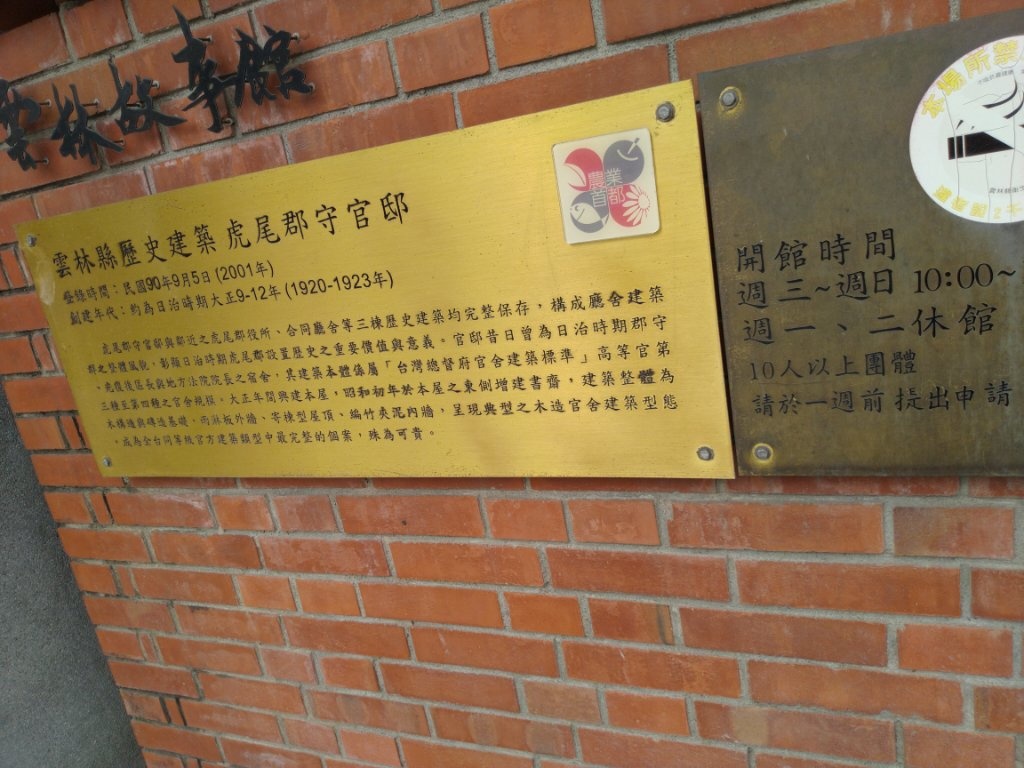 雲林故事館
雲林縣歷史建築 虎尾郡守官邸
登錄時間：民國90年9月5日 (2001年)
創建年代：約為日治時期大正9-12年 (1920-1923年)
虎尾郡守官邸與鄰近之虎尾郡役所、合同廳舍等三棟歷史建築均完整保存，構成廳舍建築
群之整體風貌，彰顯日治時期虎尾郡設置歷史之重要價值與意義。官邸昔日曾為日治時期郡守
、光復後區長與地方法院院長之宿舍，其建築本體係屬「台灣總督府官舍建築標準」高等官第
三種至第四種之官舍規模。大正年間興建本屋，昭和初年於本屋之東側增建書齋，建築整體為
木構造與磚造基礎、雨淋板外牆、寄棟型屋頂、編竹夾泥內牆，呈現典型之木造官舍建築型態
，成為全台同等級官方建築類型中最完整的個案，殊為可貴。
農業
首都
開館時間
週三~週日 10:00~
週一、二休館
10人以上團體
請於一週前提出申請
本場所禁